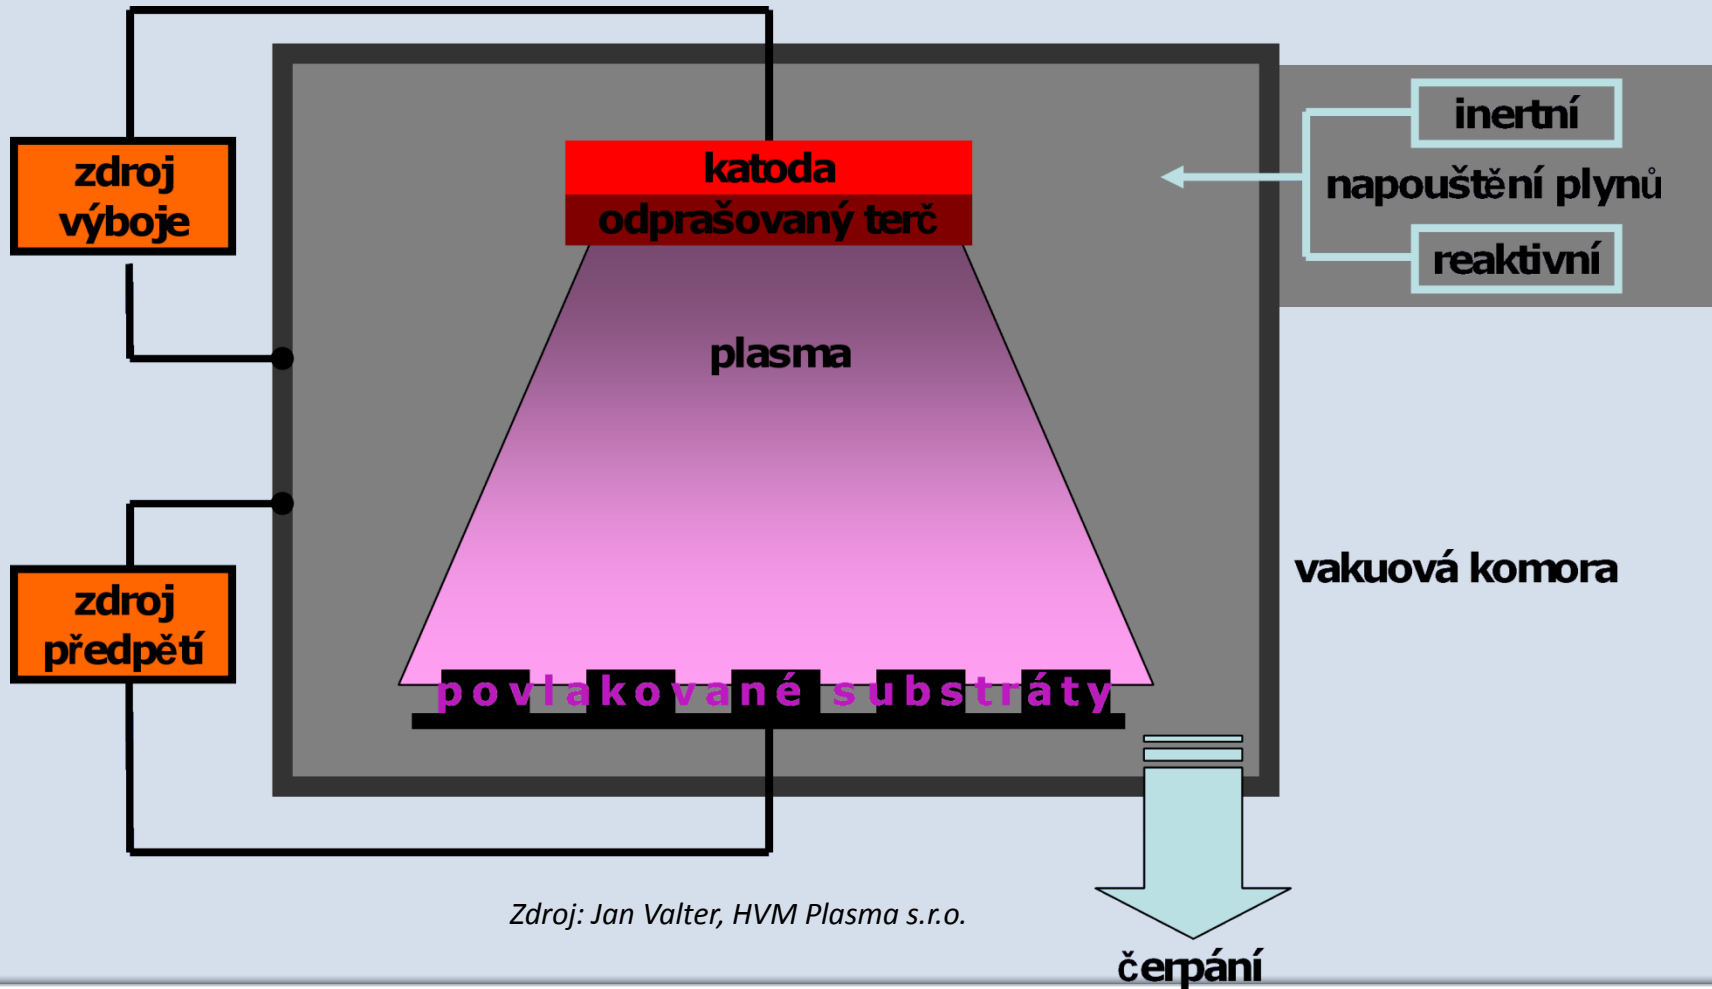 zdroj
výboje
katoda
odprašovaný terč
inertní
napouštění plynů
reaktivní
plasma
vakuová komora
zdroj
předpětí
povlakované substráty
Zdroj: Jan Valter, HVM Plasma s.r.o.
čerpání